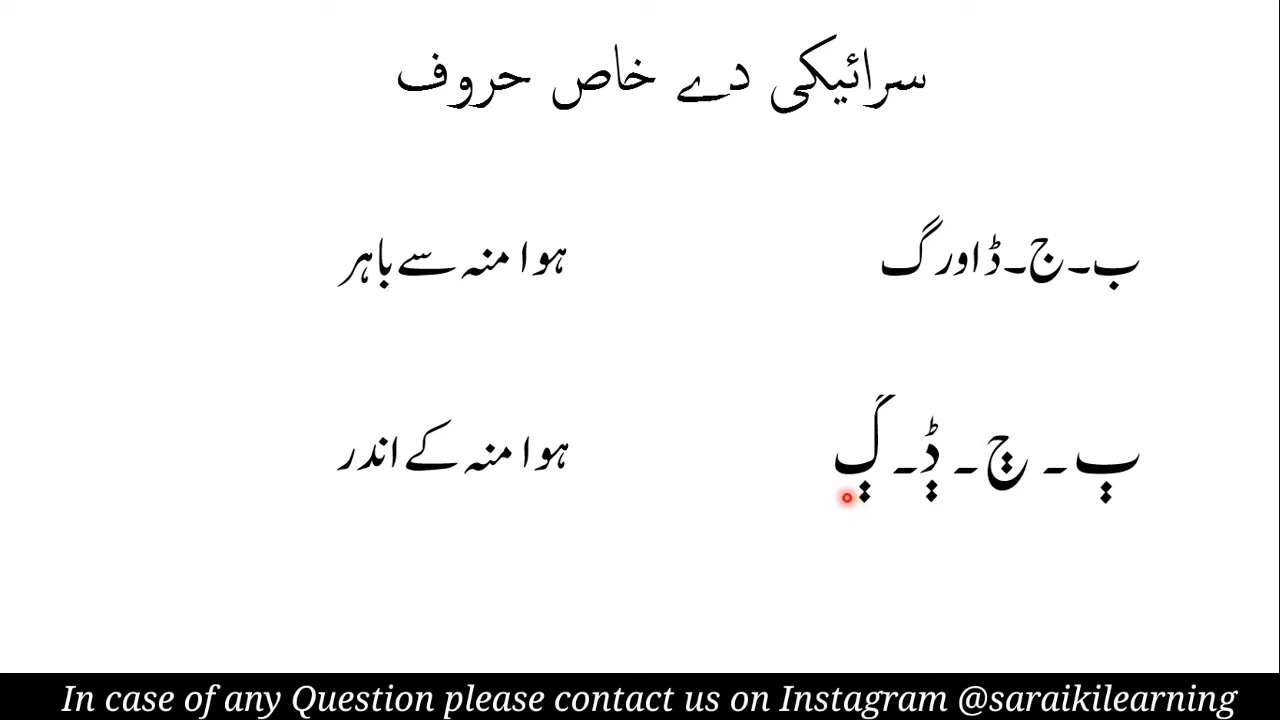 سرائیکی دے خاص حروف
ب۔ج۔ڈ اور گ ہوا منہ سے باہر
ٻ۔ ڄ۔ ݙ۔ ڳ ہوا منہ کے اندر
In case of any Question please contact us on Instagram @saraikilearning